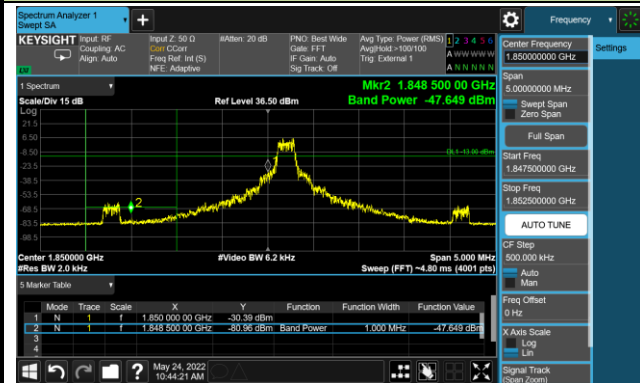 Spectrum Analyzer 1
Swept SA
Frequency
KEYSIGHT
Input: RF
Coupling: AC
Align: Auto
Input Z: 50 Ω
Corr CCorr
Freq Ref: Int (S)
NFE: Adaptive
#Atten: 20 dB
PNO: Best Wide
Gate: FFT
IF Gain: Auto
Sig Track: Off
Avg Type: Power (RMS)
Avg|Hold:>100/100
Trig: External 1
1 2 3 4 5 6
A W W W W W
A N N N N N
1 Spectrum
Scale/Div 15 dB
Ref Level 36.50 dBm
Mkr2 1.848 500 00 GHz
Band Power -47.649 dBm
Log
21.5
6.50
-8.50
-23.5
-38.5
-53.5
-68.5
-83.5
-98.5
DL1 -13.00 dBm
2
Center 1.850000 GHz
#Res BW 2.0 kHz
#Video BW 6.2 kHz
Span 5.000 MHz
Sweep (FFT) ~4.80 ms (4001 pts)
5 Marker Table
Mode Trace Scale X Y Function Function Width Function Value
1 N 1 f 1.850 000 00 GHz -30.39 dBm
2 N 1 f 1.848 500 00 GHz -80.96 dBm Band Power 1.000 MHz -47.649 dBm
3
4
May 24, 2022
10:44:21 AM
Center Frequency
1.850000000 GHz
Settings
Span
5.00000000 MHz
Swept Span
Zero Span
Full Span
Start Freq
1.847500000 GHz
Stop Freq
1.852500000 GHz
AUTO TUNE
CF Step
500.000 kHz
Auto
Man
Freq Offset
0 Hz
X Axis Scale
Log
Lin
Signal Track
(Span Zoom)